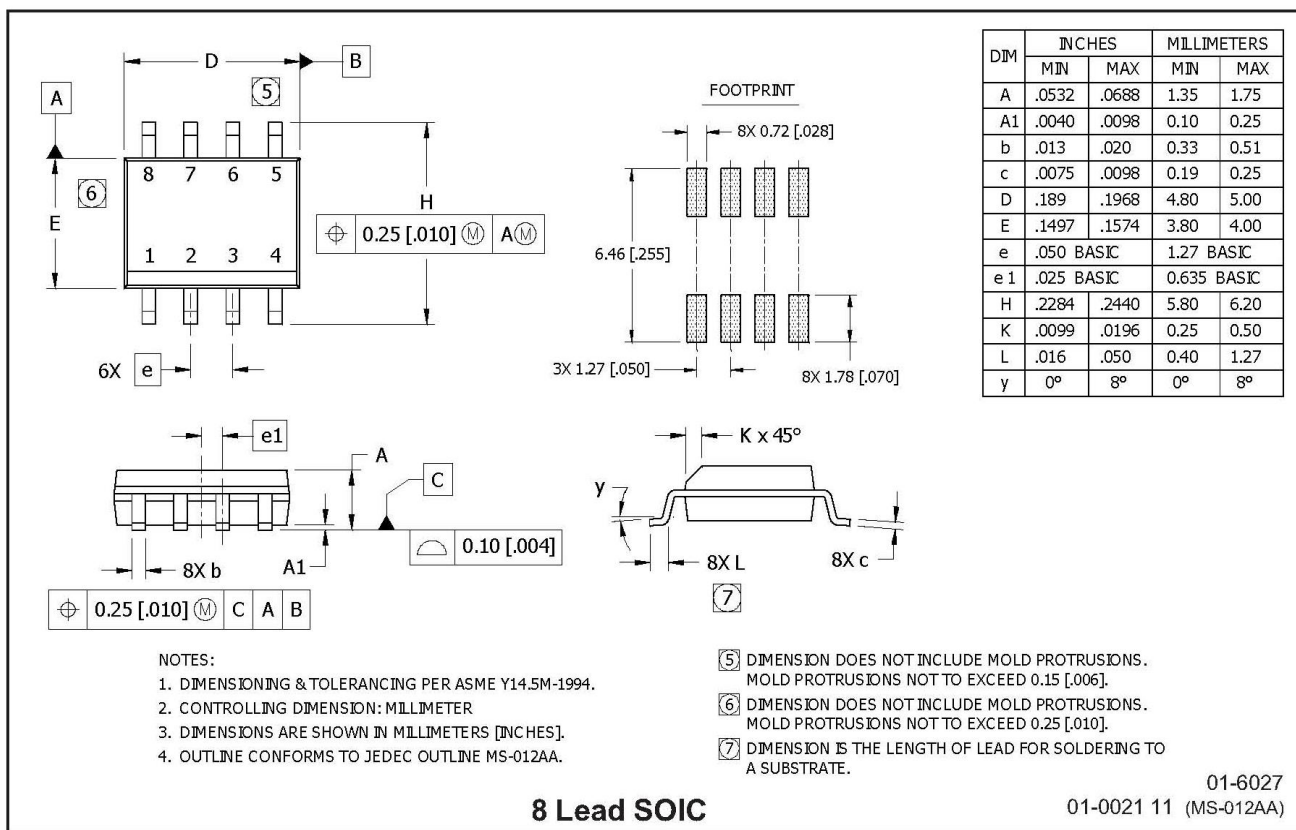 D
B
A
5
8 7 6 5
6
E
H
⌖ 0.25 [.010] Ⓜ A Ⓜ
1 2 3 4
6X e
FOOTPRINT
8X 0.72 [.028]
6.46 [.255]
3X 1.27 [.050]
8X 1.78 [.070]
DIM INCHES MILLIMETERS
MIN MAX MIN MAX
A .0532 .0688 1.35 1.75
A1 .0040 .0098 0.10 0.25
b .013 .020 0.33 0.51
c .0075 .0098 0.19 0.25
D .189 .1968 4.80 5.00
E .1497 .1574 3.80 4.00
e .050 BASIC 1.27 BASIC
e 1 .025 BASIC 0.635 BASIC
H .2284 .2440 5.80 6.20
K .0099 .0196 0.25 0.50
L .016 .050 0.40 1.27
y 0° 8° 0° 8°
e1
A
C
⌓ 0.10 [.004]
8X b
A1
⌖ 0.25 [.010] Ⓜ C A B
K x 45°
y
8X L
8X c
7
NOTES:
1. DIMENSIONING & TOLERANCING PER ASME Y14.5M-1994.
2. CONTROLLING DIMENSION: MILLIMETER
3. DIMENSIONS ARE SHOWN IN MILLIMETERS [INCHES].
4. OUTLINE CONFORMS TO JEDEC OUTLINE MS-012AA.
5 DIMENSION DOES NOT INCLUDE MOLD PROTRUSIONS.
MOLD PROTRUSIONS NOT TO EXCEED 0.15 [.006].
6 DIMENSION DOES NOT INCLUDE MOLD PROTRUSIONS.
MOLD PROTRUSIONS NOT TO EXCEED 0.25 [.010].
7 DIMENSION IS THE LENGTH OF LEAD FOR SOLDERING TO
A SUBSTRATE.
8 Lead SOIC
01-6027
01-0021 11 (MS-012AA)